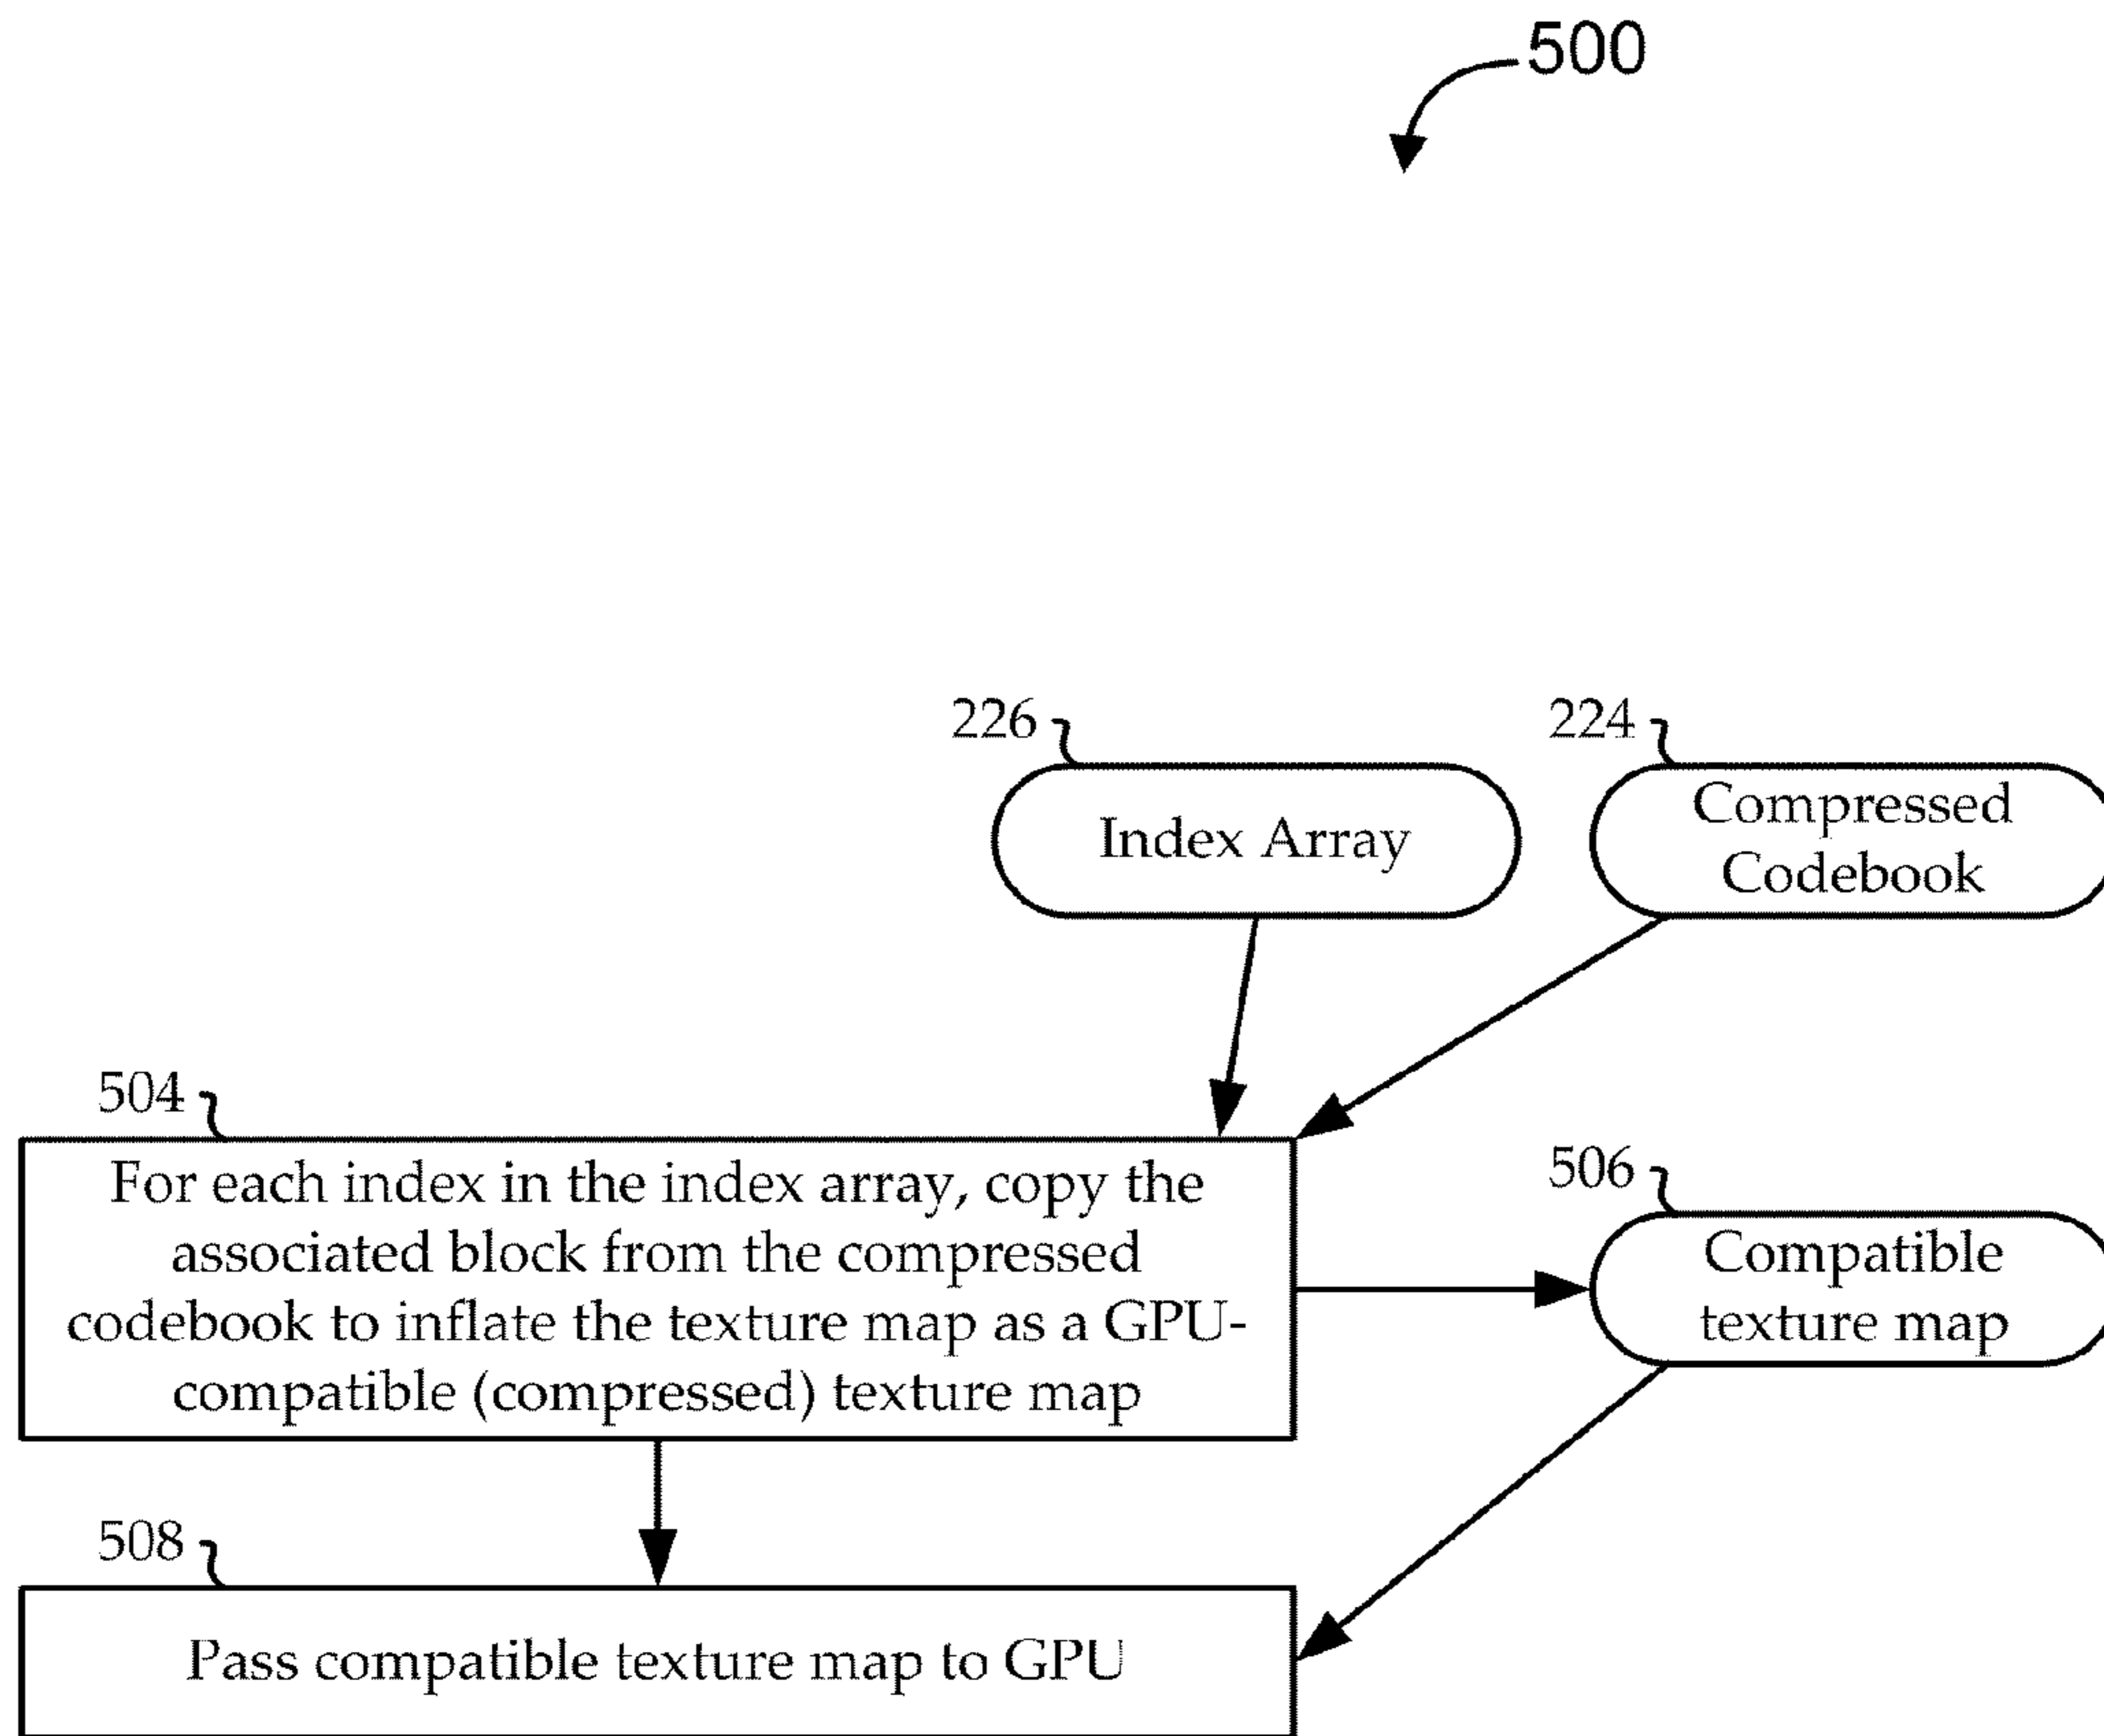 500
226
224
Index Array
Compressed
Codebook
504
For each index in the index array, copy the
associated block from the compressed
codebook to inflate the texture map as a GPU-
compatible (compressed) texture map
506
Compatible
texture map
508
Pass compatible texture map to GPU